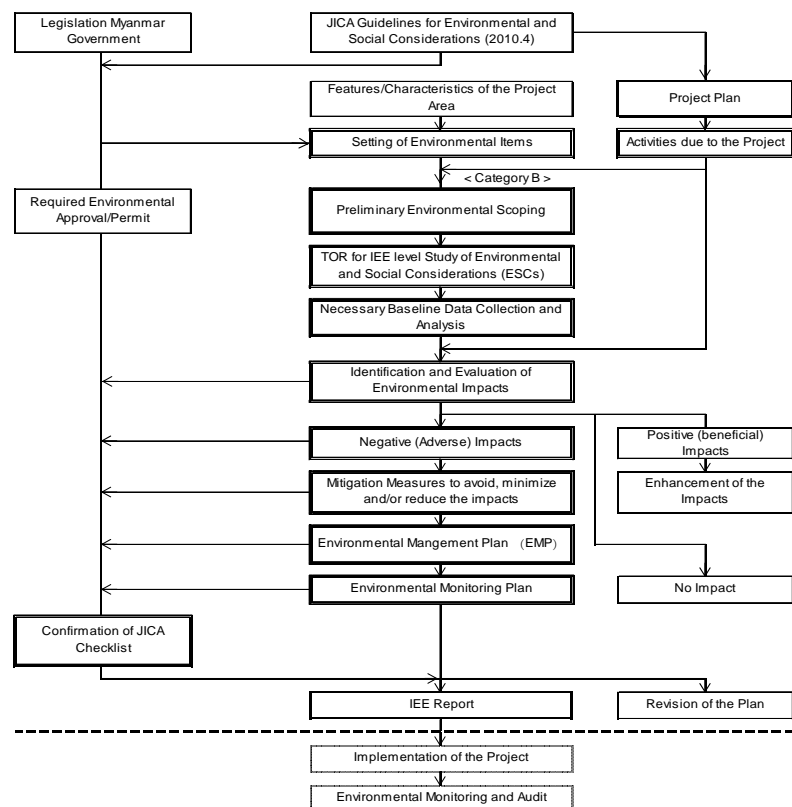 Legislation Myanmar
Government
JICA Guidelines for Environmental and
Social Considerations (2010.4)
Features/Characteristics of the Project
Area
Project Plan
Setting of Environmental Items
Activities due to the Project
< Category B >
Required Environmental
Approval/Permit
Preliminary Environmental Scoping
TOR for IEE level Study of Environmental
and Social Considerations (ESCs)
Necessary Baseline Data Collection and
Analysis
Identification and Evaluation of
Environmental Impacts
Negative (Adverse) Impacts
Positive (beneficial)
Impacts
Mitigation Measures to avoid, minimize
and/or reduce the impacts
Enhancement of the
Impacts
Environmental Mangement Plan （EMP）
Environmental Monitoring Plan
No Impact
Confirmation of JICA
Checklist
IEE Report
Revision of the Plan
Implementation of the Project
Environmental Monitoring and Audit